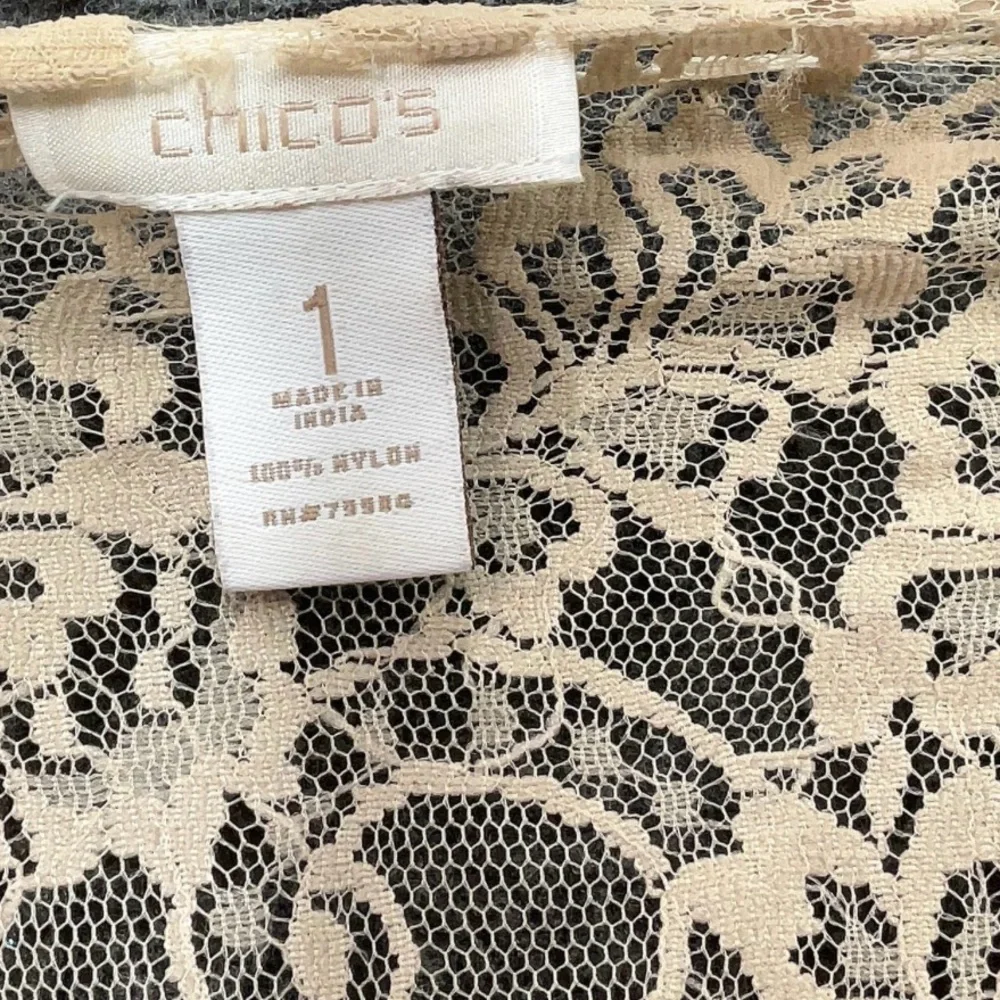 CHICO'S
1
MADE IN
INDIA
100% NYLON